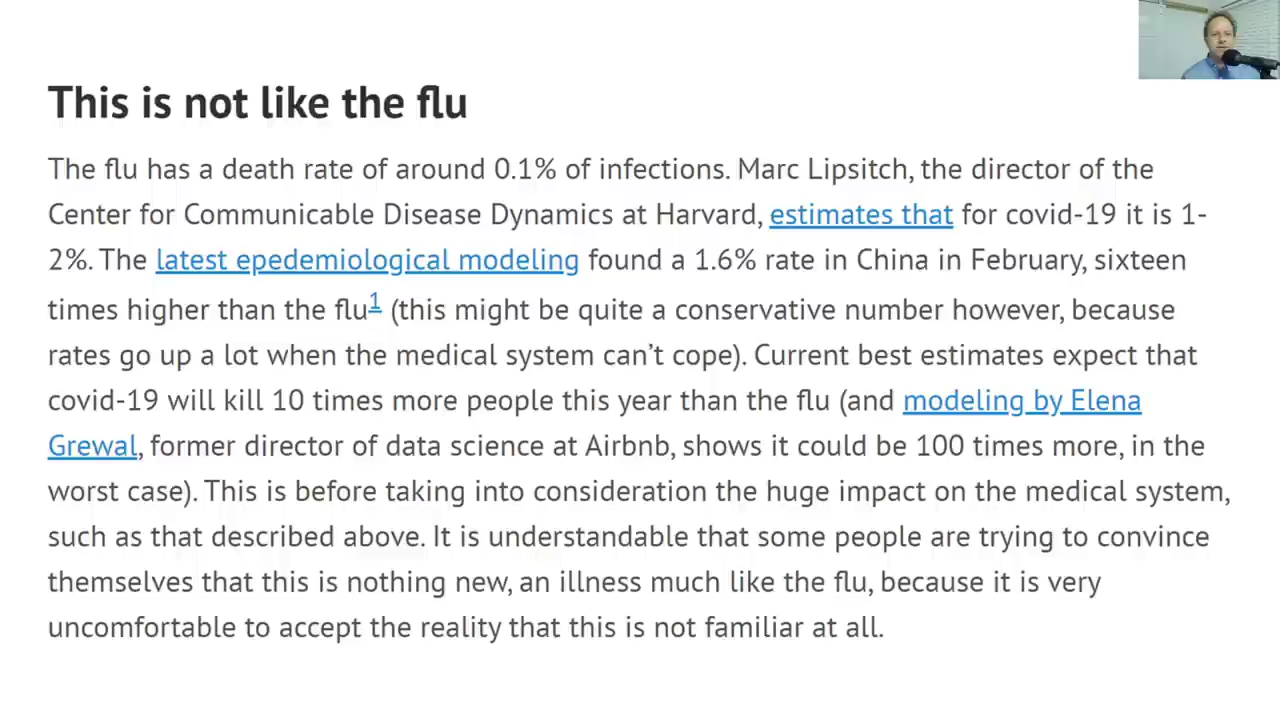 This is not like the flu
The flu has a death rate of around 0.1% of infections. Marc Lipsitch, the director of the
Center for Communicable Disease Dynamics at Harvard, estimates that for covid-19 it is 1-
2%. The latest epedemiological modeling found a 1.6% rate in China in February, sixteen
times higher than the flu1 (this might be quite a conservative number however, because
rates go up a lot when the medical system can’t cope). Current best estimates expect that
covid-19 will kill 10 times more people this year than the flu (and modeling by Elena
Grewal, former director of data science at Airbnb, shows it could be 100 times more, in the
worst case). This is before taking into consideration the huge impact on the medical system,
such as that described above. It is understandable that some people are trying to convince
themselves that this is nothing new, an illness much like the flu, because it is very
uncomfortable to accept the reality that this is not familiar at all.